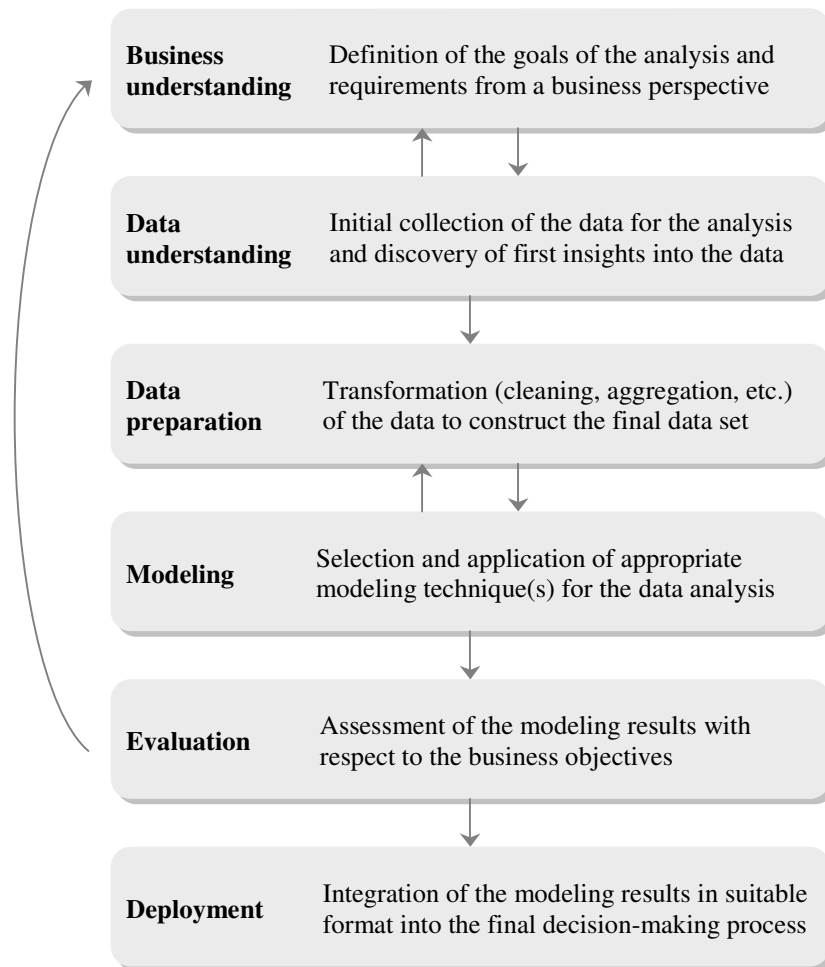 Business
understanding
Definition of the goals of the analysis and
requirements from a business perspective
Data
understanding
Initial collection of the data for the analysis
and discovery of first insights into the data
Data
preparation
Transformation (cleaning, aggregation, etc.)
of the data to construct the final data set
Modeling
Selection and application of appropriate
modeling technique(s) for the data analysis
Evaluation
Assessment of the modeling results with
respect to the business objectives
Deployment
Integration of the modeling results in suitable
format into the final decision-making process